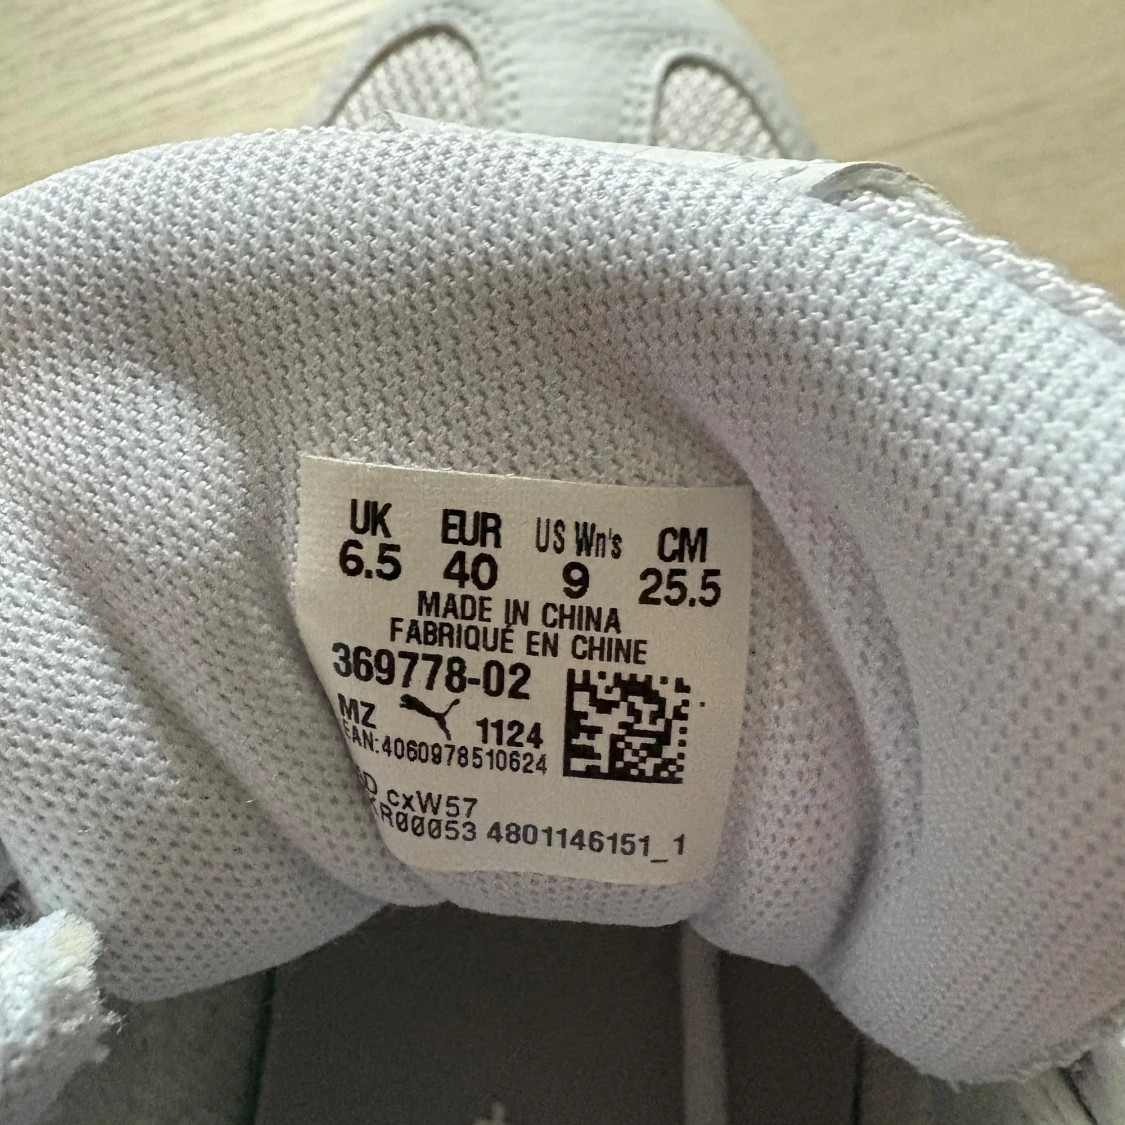 UK EUR US Wn's CM
6.5 40 9 25.5
MADE IN CHINA
FABRIQUÉ EN CHINE
369778-02
MZ 1124
EAN:4060978510624
cxW57
R00053 4801146151_1